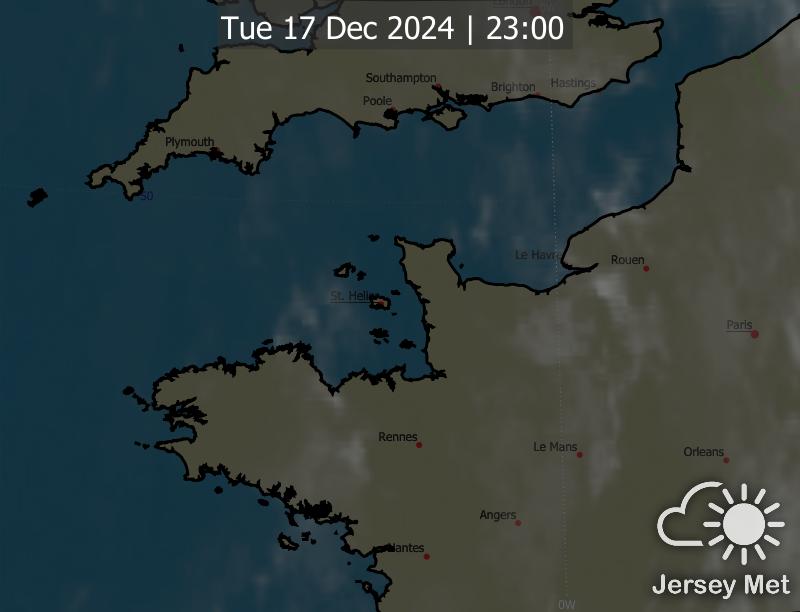 London
Tue 17 Dec 2024 | 23:00
Southampton
Brighton
Hastings
Poole
Plymouth
50
Le Havre
Rouen
St. Helier
Paris
Rennes
Le Mans
Orleans
Angers
Nantes
Jersey Met
0W